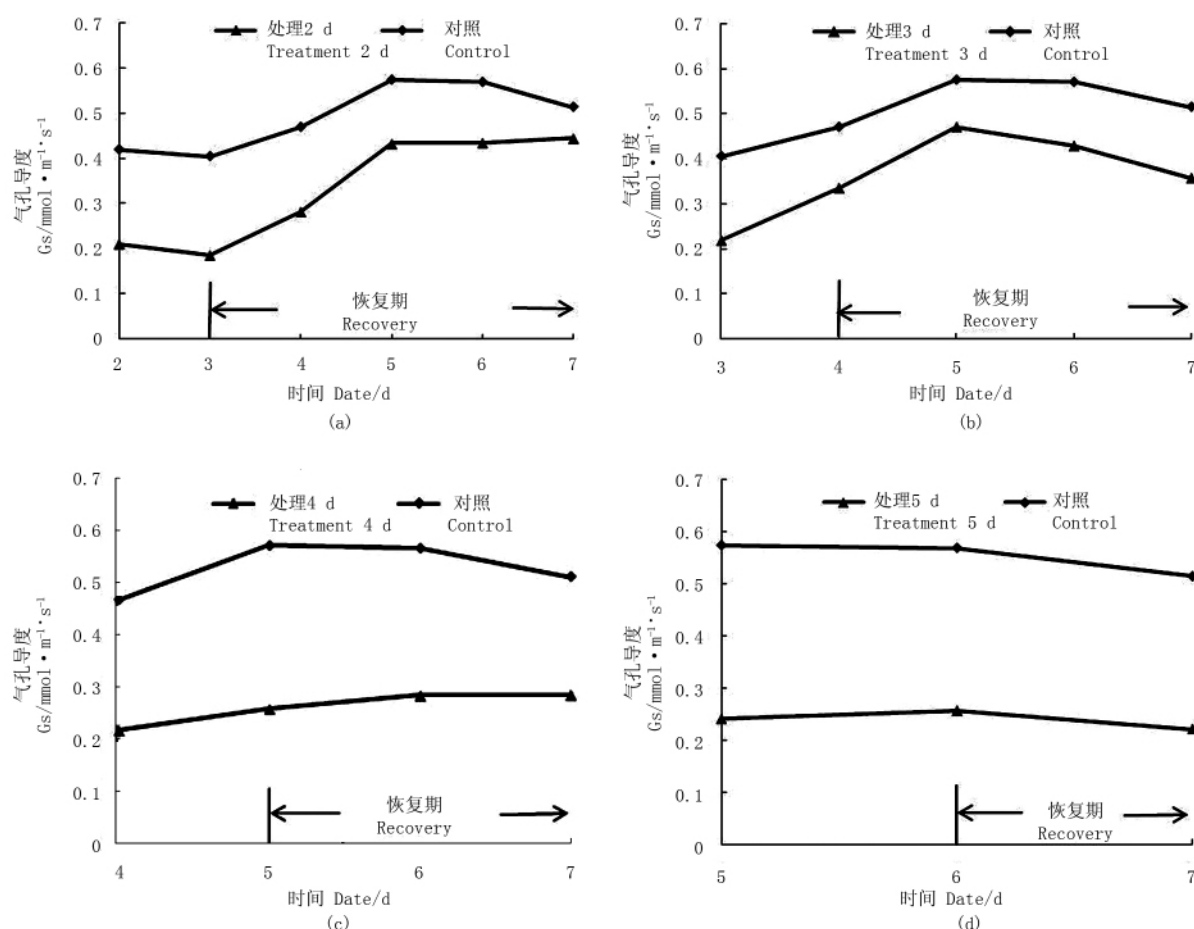 0.7
0.6
0.5
0.4
0.3
0.2
0.1
0
气孔导度
Gs/mmol·m⁻¹·s⁻¹
处理2 d
Treatment 2 d
对照
Control
恢复期
Recovery
2 3 4 5 6 7
时间 Date/d
(a)
0.7
0.6
0.5
0.4
0.3
0.2
0.1
0
气孔导度
Gs/mmol·m⁻¹·s⁻¹
处理3 d
Treatment 3 d
对照
Control
恢复期
Recovery
3 4 5 6 7
时间 Date/d
(b)
0.7
0.6
0.5
0.4
0.3
0.2
0.1
0
气孔导度
Gs/mmol·m⁻¹·s⁻¹
处理4 d
Treatment 4 d
对照
Control
恢复期
Recovery
4 5 6 7
时间 Date/d
(c)
0.7
0.6
0.5
0.4
0.3
0.2
0.1
0
气孔导度
Gs/mmol·m⁻¹·s⁻¹
处理5 d
Treatment 5 d
对照
Control
恢复期
Recovery
5 6 7
时间 Date/d
(d)